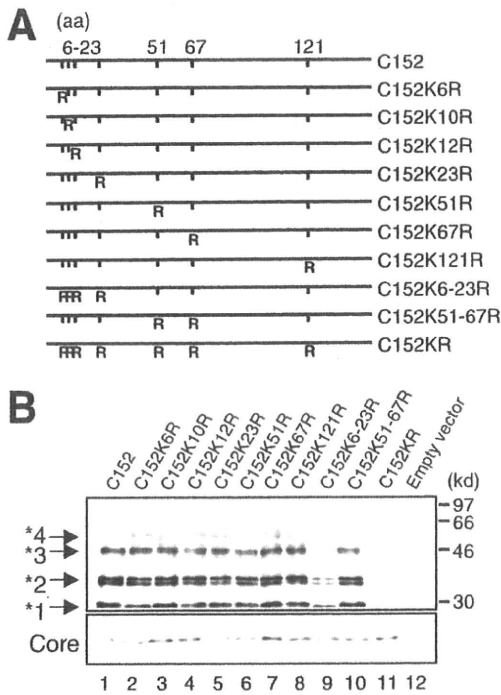 A
(aa)
6-23 51 67 121
C152
R C152K6R
R C152K10R
R C152K12R
R C152K23R
R C152K51R
R C152K67R
R C152K121R
RRR R C152K6-23R
R R C152K51-67R
RRR R R R R C152KR
B
C152 C152K6R C152K10R C152K12R C152K23R C152K51R C152K67R C152K121R C152K6-23R C152K51-67R C152KR Empty vector
(kd)
97
66
*4
*3 46
*2
*1 30
Core
1 2 3 4 5 6 7 8 9 10 11 12